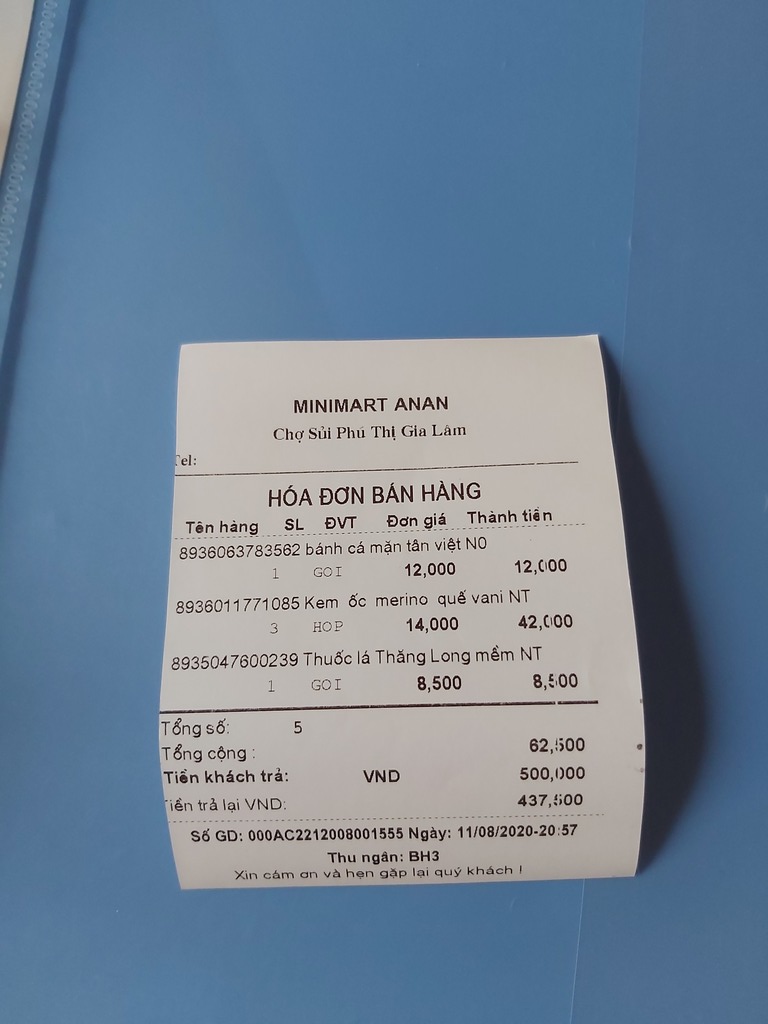 MINIMART ANAN
Chợ Sủi Phú Thị Gia Lâm
Tel:
HÓA ĐƠN BÁN HÀNG
Tên hàng SL ĐVT Đơn giá Thành tiền
8936063783562 bánh cá mặn tân việt N0
1 GOI 12,000 12,000
8936011771085 Kem ốc merino quế vani NT
3 HOP 14,000 42,000
8935047600239 Thuốc lá Thăng Long mềm NT
1 GOI 8,500 8,500
Tổng số: 5
Tổng cộng : 62,500
Tiền khách trả: VND 500,000
Tiền trả lại VND: 437,500
Số GD: 000AC2212008001555 Ngày: 11/08/2020-20:57
Thu ngân: BH3
Xin cám ơn và hẹn gặp lại quý khách !